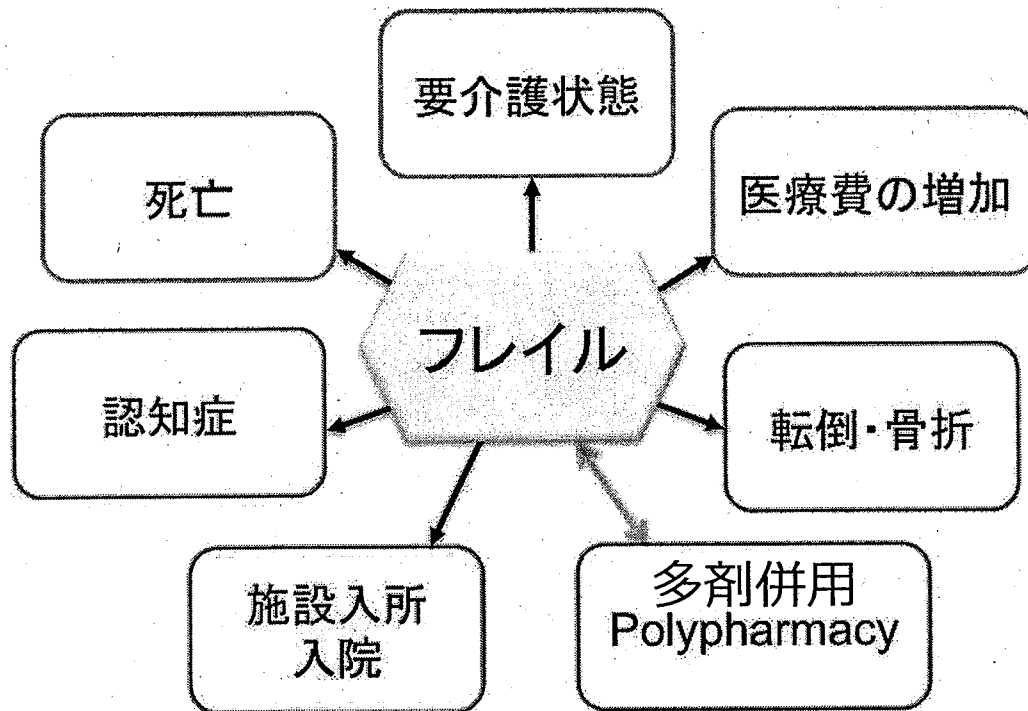 要介護状態
死亡
医療費の増加
フレイル
認知症
転倒・骨折
施設入所
入院
多剤併用
Polypharmacy